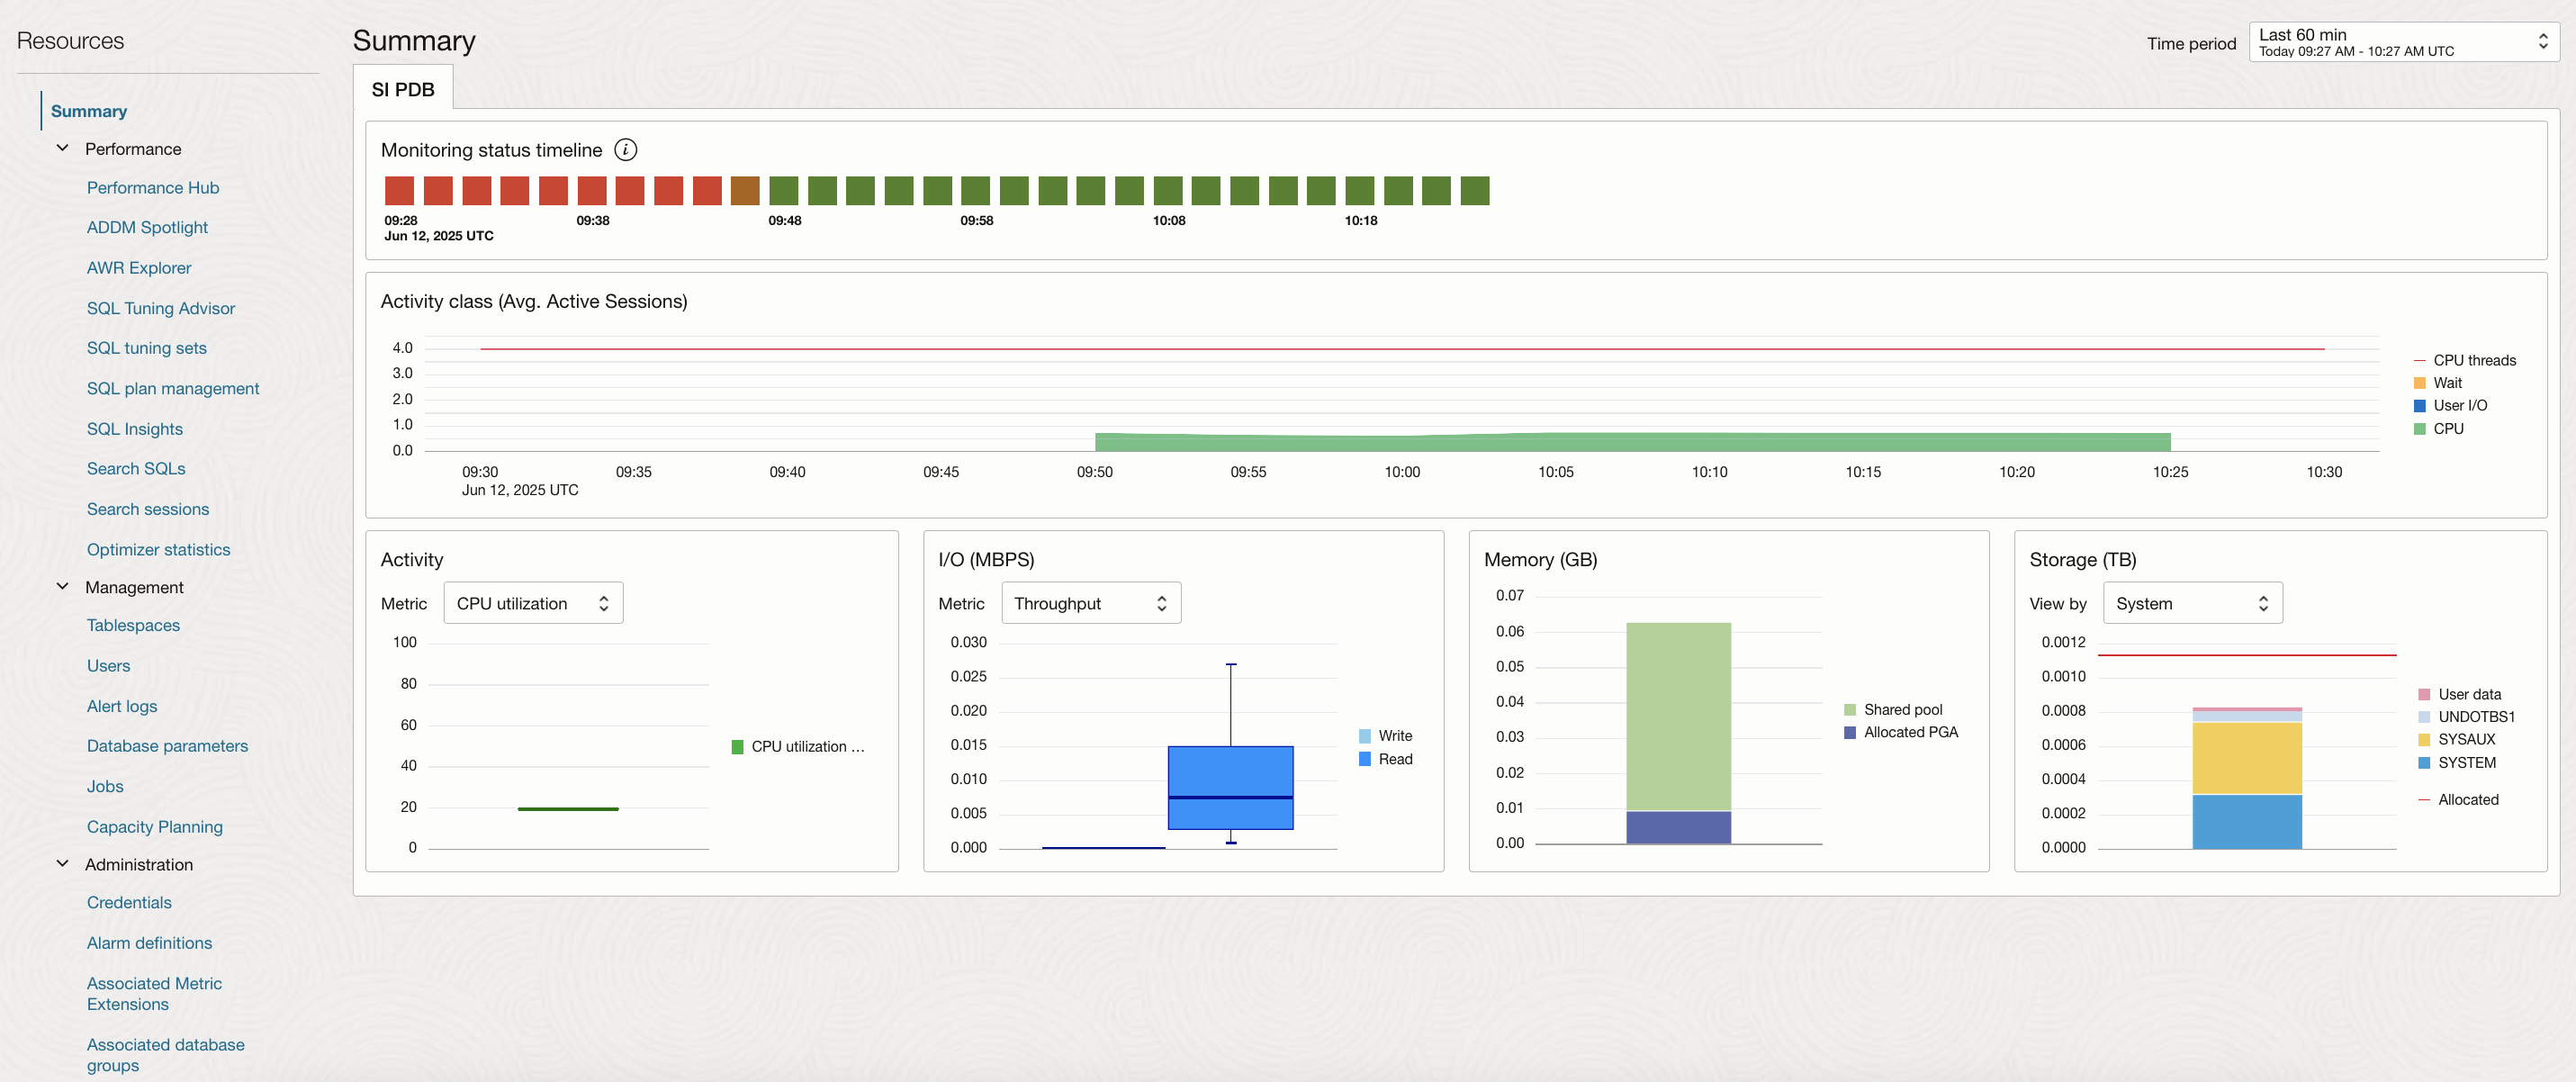 Resources
Summary
Performance
Performance Hub
ADDM Spotlight
AWR Explorer
SQL Tuning Advisor
SQL tuning sets
SQL plan management
SQL Insights
Search SQLs
Search sessions
Optimizer statistics
Management
Tablespaces
Users
Alert logs
Database parameters
Jobs
Capacity Planning
Administration
Credentials
Alarm definitions
Associated Metric
Extensions
Associated database
groups
Summary
Time period
Last 60 min
Today 09:27 AM - 10:27 AM UTC
SI PDB
Monitoring status timeline i
09:28 09:38 09:48 09:58 10:08 10:18
Jun 12, 2025 UTC
Activity class (Avg. Active Sessions)
4.0
3.0
2.0
1.0
0.0
09:30 09:35 09:40 09:45 09:50 09:55 10:00 10:05 10:10 10:15 10:20 10:25 10:30
Jun 12, 2025 UTC
CPU threads
Wait
User I/O
CPU
Activity
Metric CPU utilization
100
80
60
40
20
0
CPU utilization ...
I/O (MBPS)
Metric Throughput
0.030
0.025
0.020
0.015
0.010
0.005
0.000
Write
Read
Memory (GB)
0.07
0.06
0.05
0.04
0.03
0.02
0.01
0.00
Shared pool
Allocated PGA
Storage (TB)
View by System
0.0012
0.0010
0.0008
0.0006
0.0004
0.0002
0.0000
User data
UNDOTBS1
SYSAUX
SYSTEM
Allocated